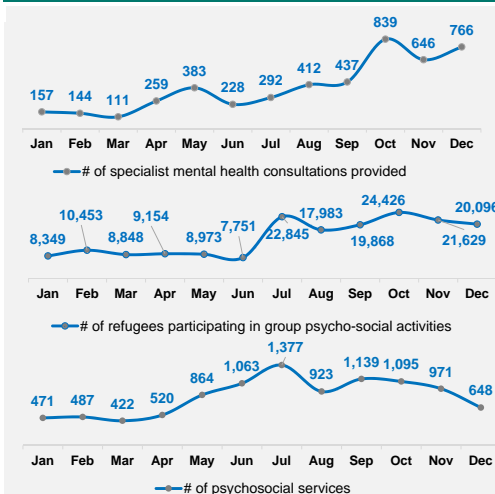 839
766
646
437
412
383
292
259
228
157 144
111
Jan Feb Mar Apr May Jun Jul Aug Sep Oct Nov Dec
# of specialist mental health consultations provided
24,426
10,453 9,154 17,983 20,096
8,349 8,848 8,973 7,751 22,845 19,868 21,629
Jan Feb Mar Apr May Jun Jul Aug Sep Oct Nov Dec
# of refugees participating in group psycho-social activities
1,377
1,063 1,139 1,095
864 923 971
471 487 422 520 648
Jan Feb Mar Apr May Jun Jul Aug Sep Oct Nov Dec
# of psychosocial services